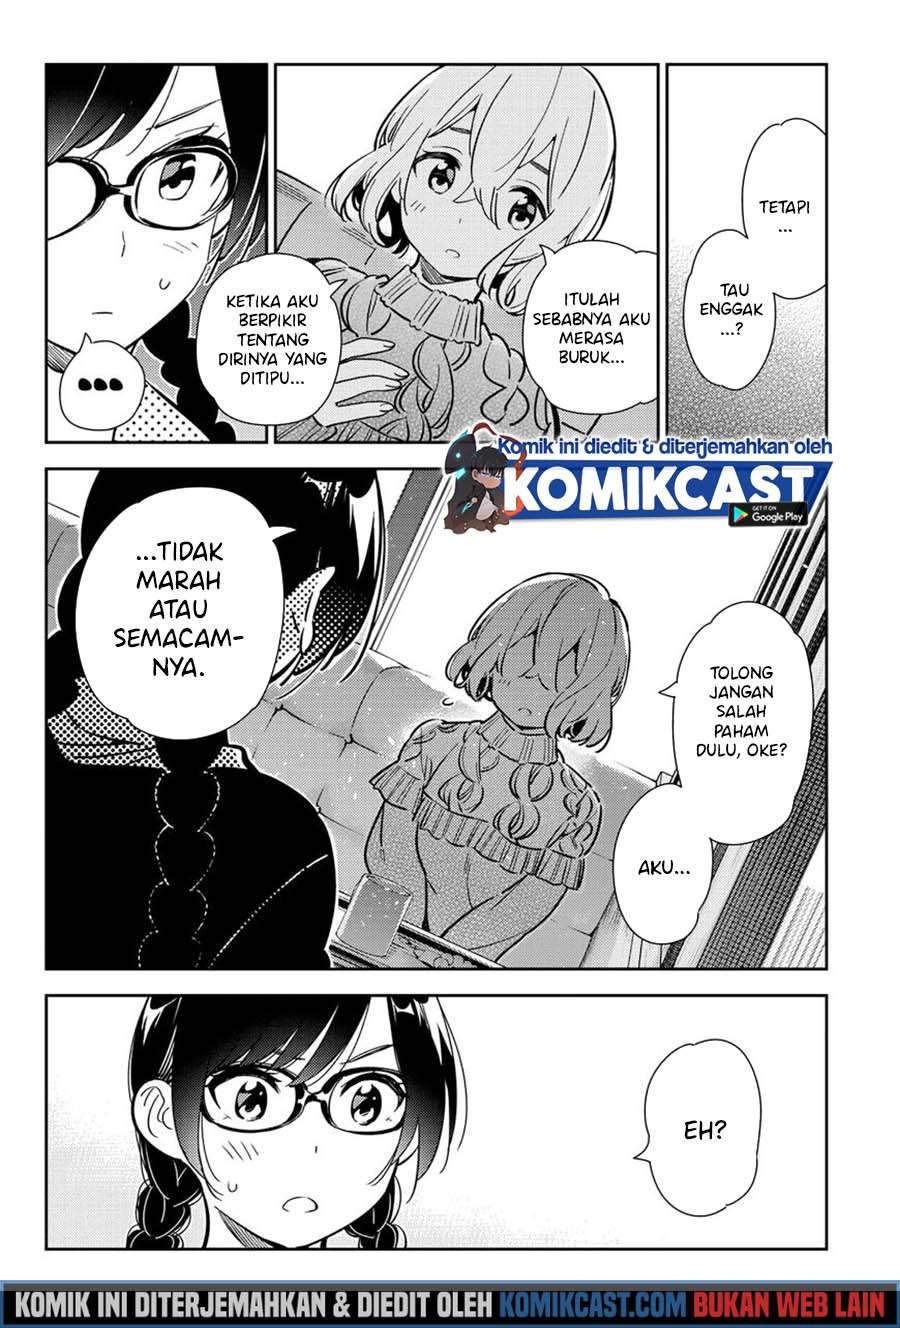 TETAPI
...
TAU
ENGGAK
...?
ITULAH
SEBABNYA AKU
MERASA
BURUK...
KETIKA AKU
BERPIKIR
TENTANG
DIRINYA YANG
DITIPU...
....
Komik ini diedit & diterjemahkan oleh
KOMIKCAST
GET IT ON
Google Play
TOLONG
JANGAN
SALAH
PAHAM
DULU, OKE?
AKU...
...TIDAK
MARAH
ATAU
SEMACAM-
NYA.
EH?
KOMIK INI DITERJEMAHKAN & DIEDIT OLEH KOMIKCAST.COM BUKAN WEB LAIN